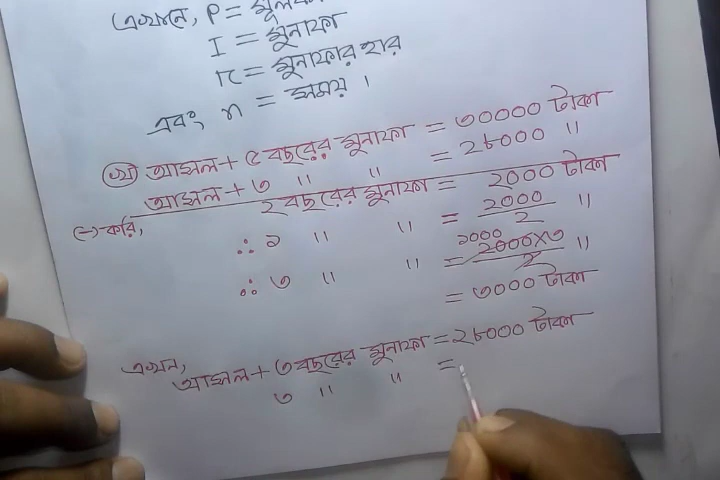 এখানে, P = মূলধন
I = মুনাফা
r = মুনাফার হার
এবং, n = সময় ।
(অ) আসল + ৫ বছরের মুনাফা = ৩০০০০ টাকা
আসল + ৩ " " = ২৮০০০ "
(-) করি, ২ বছরের মুনাফা = ২০০০ টাকা
∴ ১ " " = ২০০০/২ "
১০০০
∴ ৩ " " = ২০০০×৩/২ "
= ৩০০০ টাকা
এখন,
আসল + ৩ বছরের মুনাফা = ২৮০০০ টাকা
৩ " " =